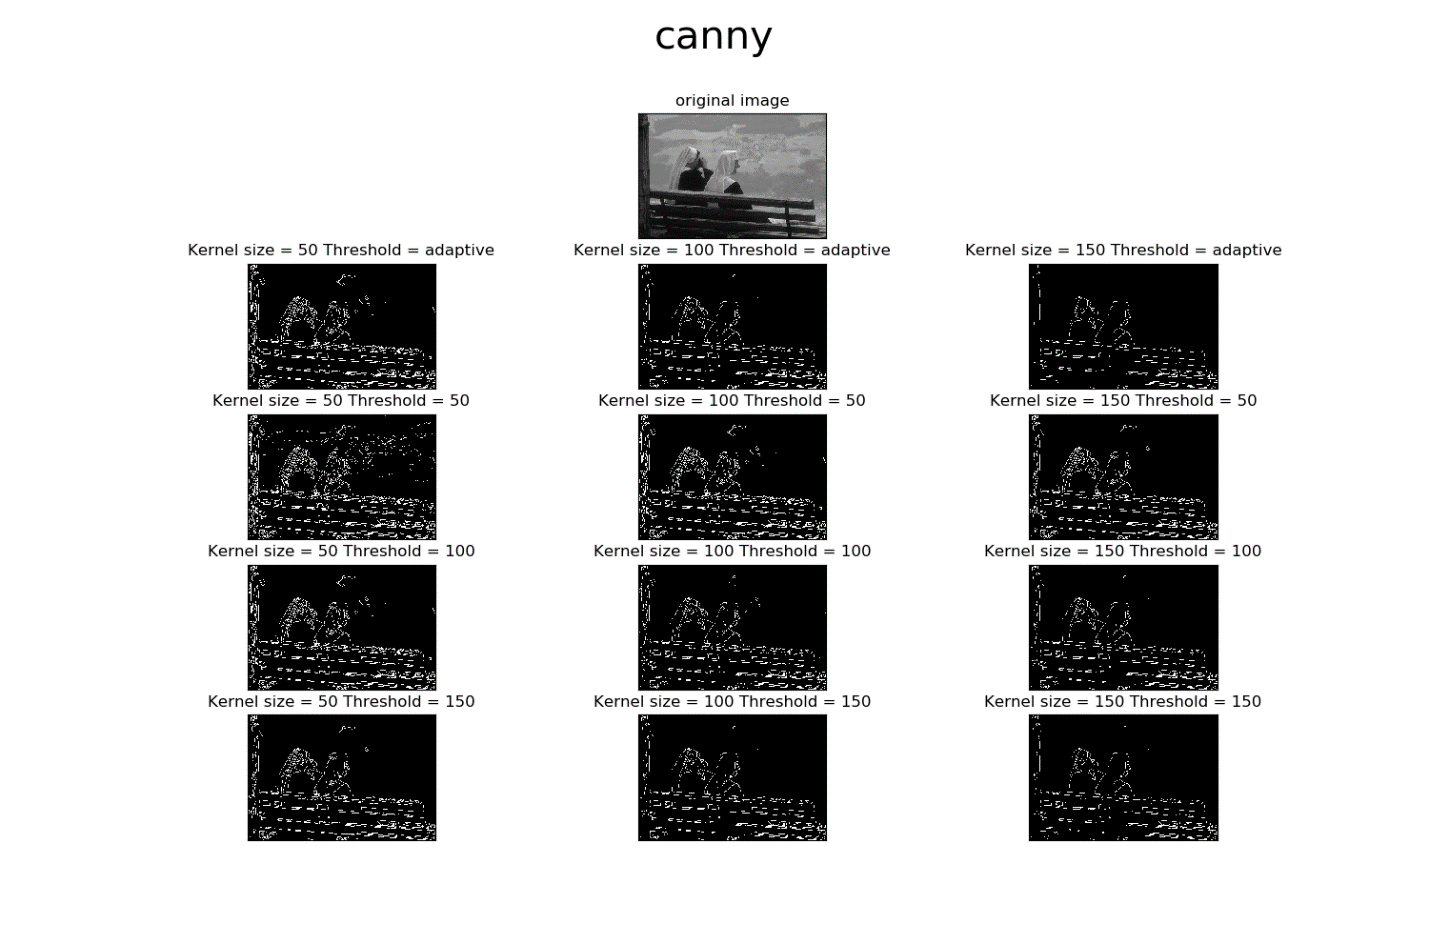 canny
original image
Kernel size = 50 Threshold = adaptive
Kernel size = 100 Threshold = adaptive
Kernel size = 150 Threshold = adaptive
Kernel size = 50 Threshold = 50
Kernel size = 100 Threshold = 50
Kernel size = 150 Threshold = 50
Kernel size = 50 Threshold = 100
Kernel size = 100 Threshold = 100
Kernel size = 150 Threshold = 100
Kernel size = 50 Threshold = 150
Kernel size = 100 Threshold = 150
Kernel size = 150 Threshold = 150